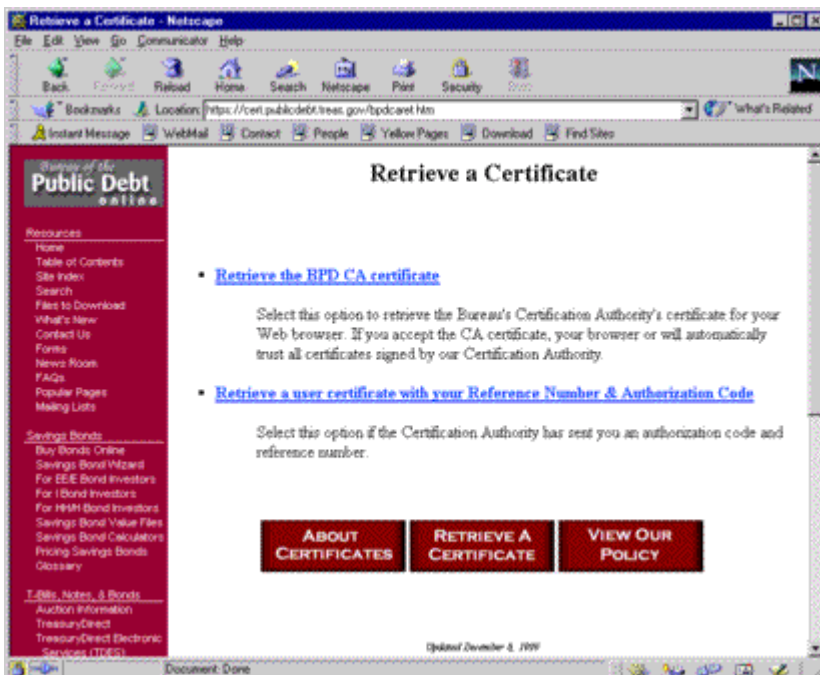 Retrieve a Certificate - Netscape
File Edit View Go Communicator Help
Back Forward Reload Home Search Netscape Print Security Stop
Bookmarks Location: https://cert.publicdebt.treas.gov/bpdcaret.htm What's Related
Instant Message WebMail Contact People Yellow Pages Download Find Sites
Bureau of the
Public Debt
online
Resources
Home
Table of Contents
Site Index
Search
Files to Download
What's New
Contact Us
Forms
News Room
FAQs
Popular Pages
Mailing Lists
Savings Bonds
Buy Bonds Online
Savings Bond Wizard
For EE/E Bond Investors
For I Bond Investors
For HH/H Bond Investors
Savings Bond Value Files
Savings Bond Calculators
Pricing Savings Bonds
Glossary
T-Bills, Notes, & Bonds
Auction Information
TreasuryDirect
TreasuryDirect Electronic
Services (TDES)
Retrieve a Certificate
Retrieve the BPD CA certificate
Select this option to retrieve the Bureau's Certification Authority's certificate for your
Web browser. If you accept the CA certificate, your browser or will automatically
trust all certificates signed by our Certification Authority.
Retrieve a user certificate with your Reference Number & Authorization Code
Select this option if the Certification Authority has sent you an authorization code and
reference number.
ABOUT
CERTIFICATES
RETRIEVE A
CERTIFICATE
VIEW OUR
POLICY
Updated December
Document: Done